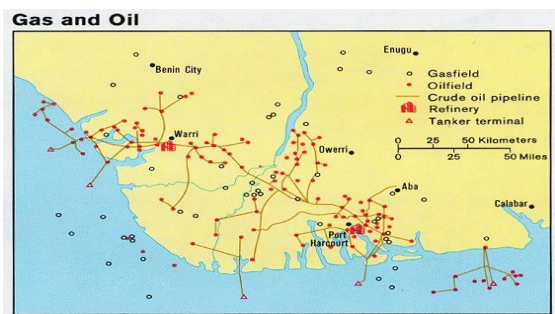 Gas and Oil
Enugu
Benin City
Gasfield
Oilfield
Crude oil pipeline
Refinery
Tanker terminal
Warri
0 25 50 Kilometers
0 25 50 Miles
Owerri
Aba
Calabar
Port
Harcourt